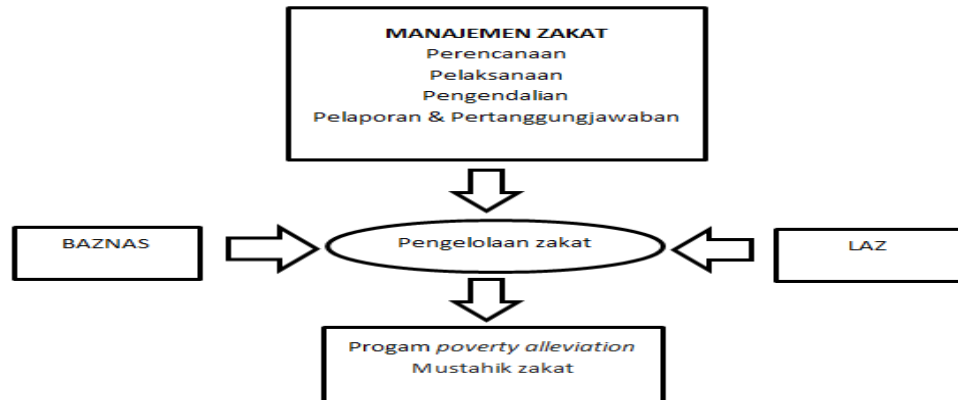 MANAJEMEN ZAKAT
Perencanaan
Pelaksanaan
Pengendalian
Pelaporan & Pertanggungjawaban
BAZNAS
Pengelolaan zakat
LAZ
Progam poverty alleviation
Mustahik zakat